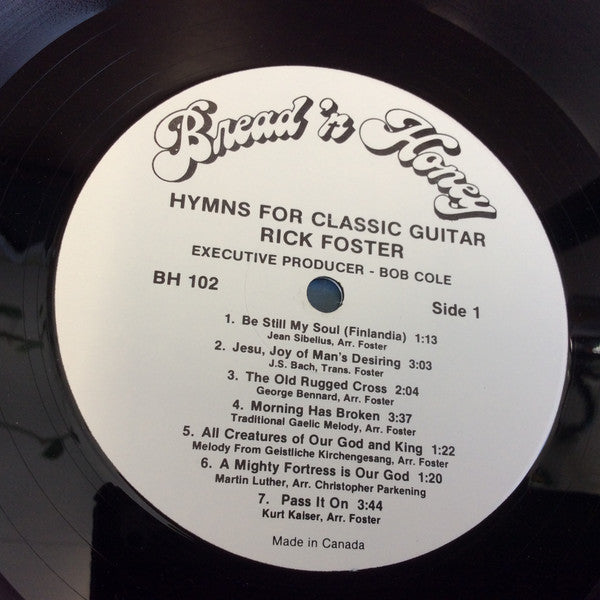 Bread 'n Honey
HYMNS FOR CLASSIC GUITAR
RICK FOSTER
EXECUTIVE PRODUCER - BOB COLE
BH 102
Side 1
1. Be Still My Soul (Finlandia) 1:13
Jean Sibelius, Arr. Foster
2. Jesu, Joy of Man's Desiring 3:03
J.S. Bach, Trans. Foster
3. The Old Rugged Cross 2:04
George Bennard, Arr. Foster
4. Morning Has Broken 3:37
Traditional Gaelic Melody, Arr. Foster
5. All Creatures of Our God and King 1:22
Melody From Geistliche Kirchengesang, Arr. Foster
6. A Mighty Fortress is Our God 1:20
Martin Luther, Arr. Christopher Parkening
7. Pass It On 3:44
Kurt Kaiser, Arr. Foster
Made in Canada